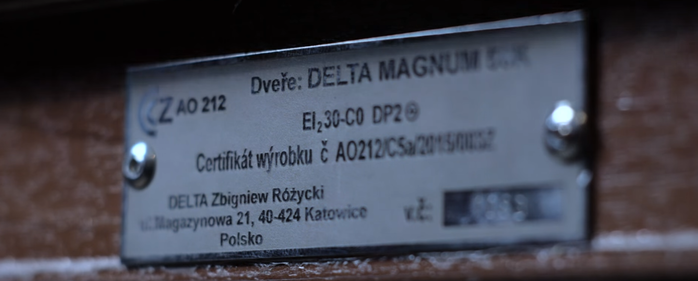 Dveře: DELTA MAGNUM
CZ AO 212
EI₂30-C0 DP2
Certifikát wýrobku č AO212/C5a/2015/
DELTA Zbigniew Różycki
ul.Magazynowa 21, 40-424 Katowice
Polsko
v.č.: